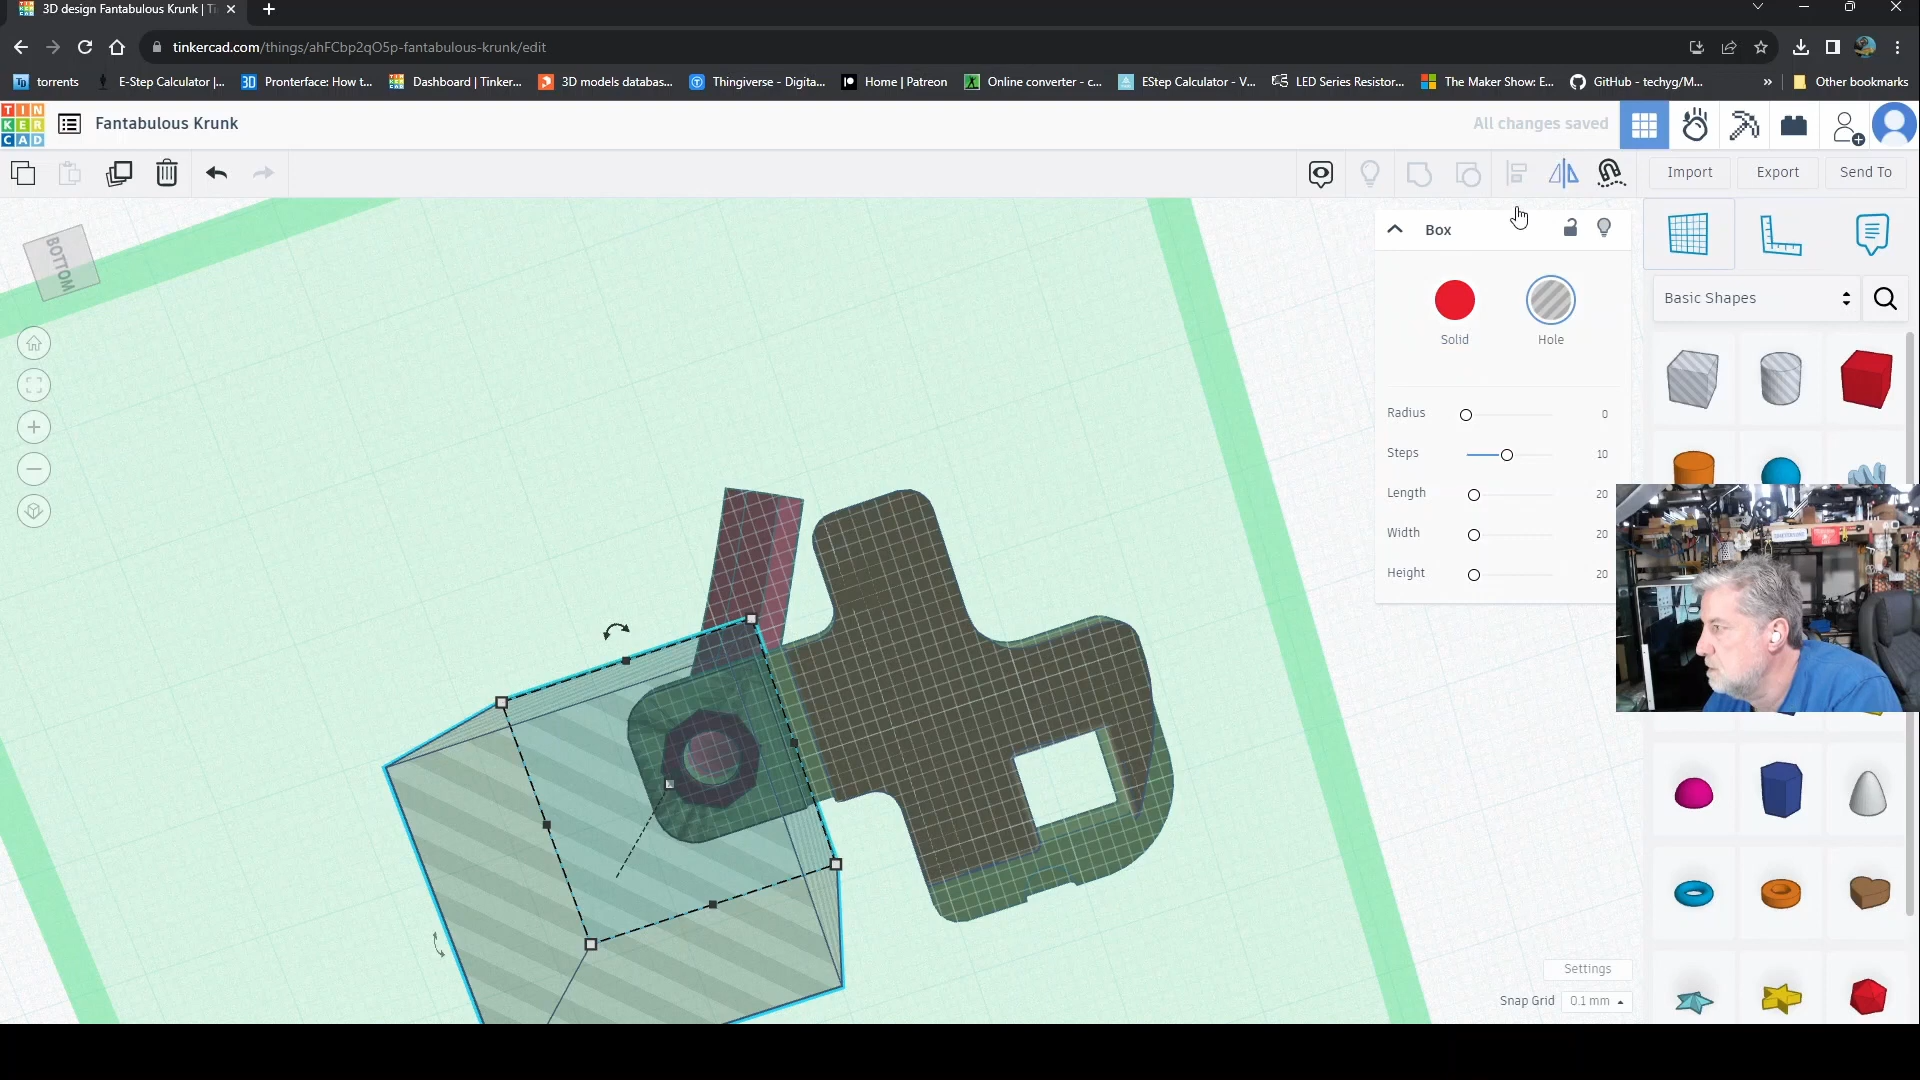 3D design Fantabulous Krunk | Ti
tinkercad.com/things/ahFCbp2qO5p-fantabulous-krunk/edit
torrents
E-Step Calculator |...
Pronterface: How t...
Dashboard | Tinker...
3D models databas...
Thingiverse - Digita...
Home | Patreon
Online converter - c...
EStep Calculator - V...
LED Series Resistor...
The Maker Show: E...
GitHub - techyg/M...
Other bookmarks
TIN
KER
CAD
Fantabulous Krunk
All changes saved
Import
Export
Send To
BOTTOM
Box
Solid
Hole
Radius
0
Steps
10
Length
20
Width
20
Height
20
Basic Shapes
Settings
Snap Grid
0.1 mm